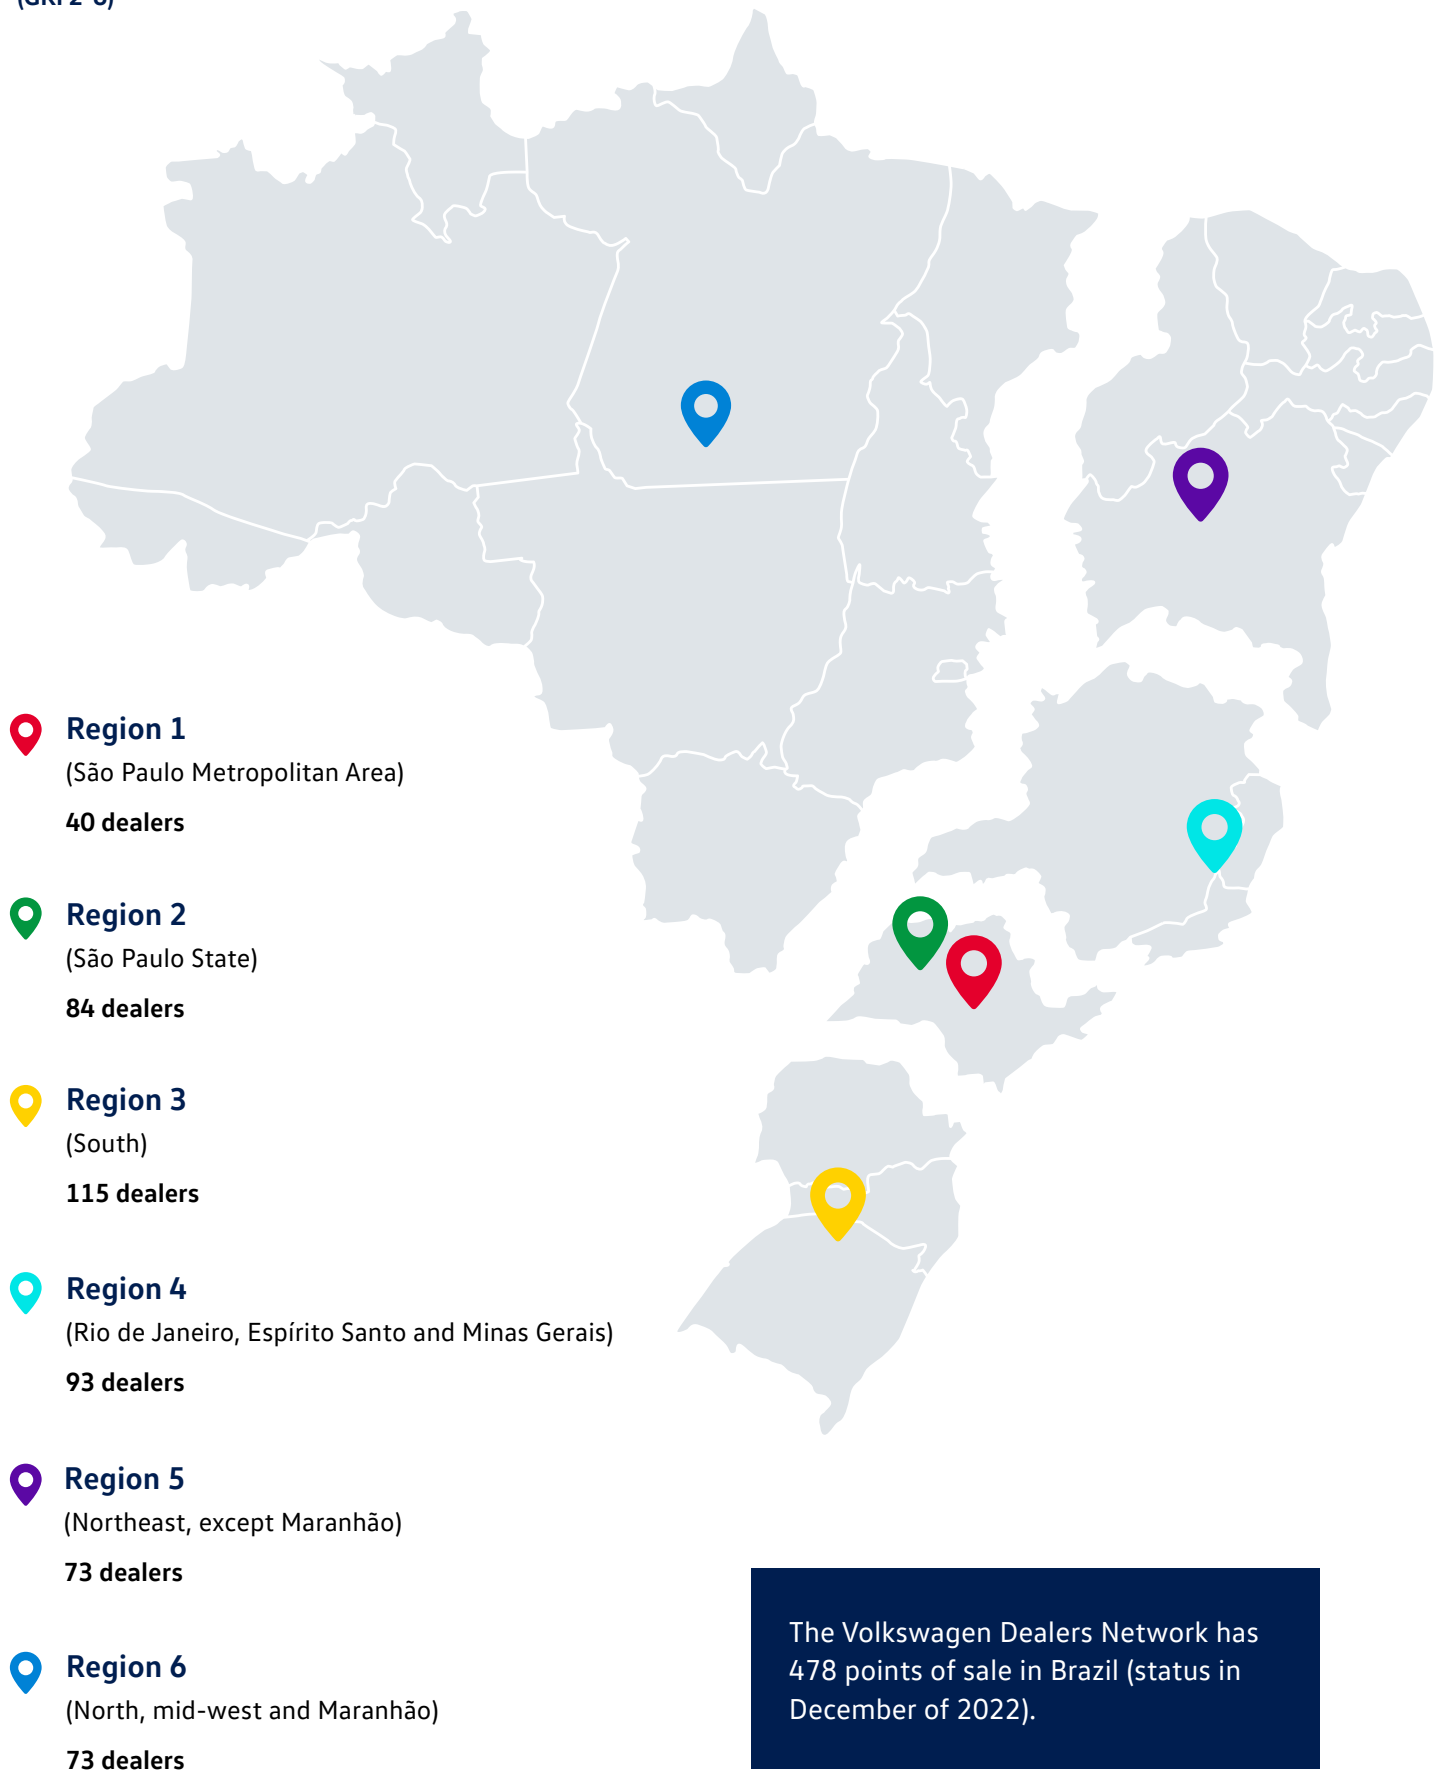 Region 1
(São Paulo Metropolitan Area)
40 dealers
Region 2
(São Paulo State)
84 dealers
Region 3
(South)
115 dealers
Region 4
(Rio de Janeiro, Espírito Santo and Minas Gerais)
93 dealers
Region 5
(Northeast, except Maranhão)
73 dealers
Region 6
(North, mid-west and Maranhão)
73 dealers
The Volkswagen Dealers Network has
478 points of sale in Brazil (status in
December of 2022).